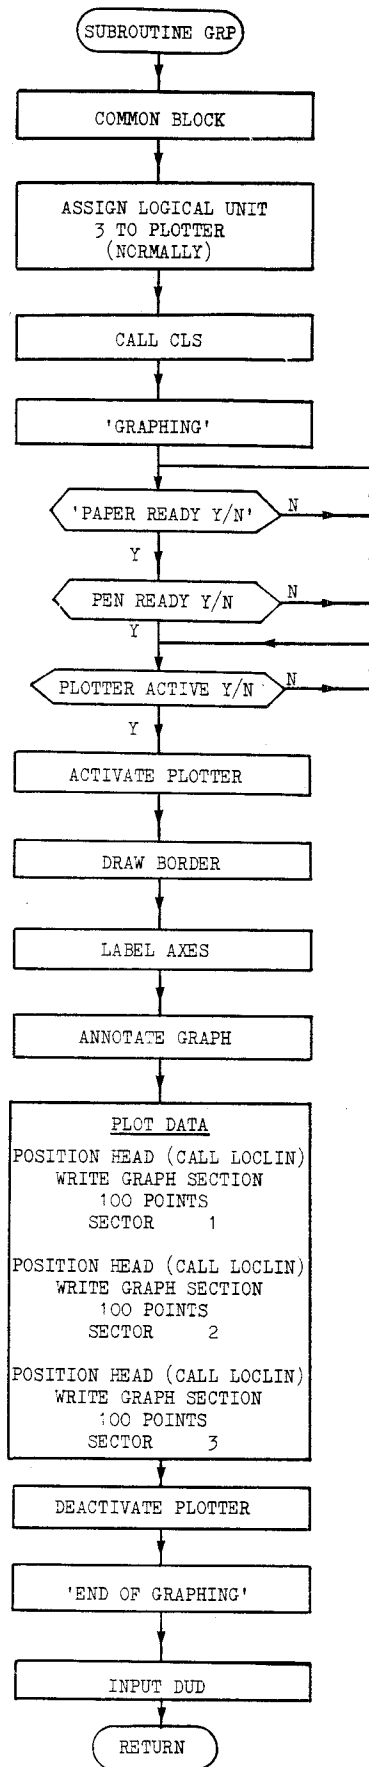 SUBROUTINE GRP
COMMON BLOCK
ASSIGN LOGICAL UNIT
3 TO PLOTTER
(NORMALLY)
CALL CLS
'GRAPHING'
'PAPER READY Y/N'
N
Y
PEN READY Y/N
N
Y
PLOTTER ACTIVE Y/N
N
Y
ACTIVATE PLOTTER
DRAW BORDER
LABEL AXES
ANNOTATE GRAPH
PLOT DATA
POSITION HEAD (CALL LOCLIN)
WRITE GRAPH SECTION
100 POINTS
SECTOR 1
POSITION HEAD (CALL LOCLIN)
WRITE GRAPH SECTION
100 POINTS
SECTOR 2
POSITION HEAD (CALL LOCLIN)
WRITE GRAPH SECTION
100 POINTS
SECTOR 3
DEACTIVATE PLOTTER
'END OF GRAPHING'
INPUT DUD
RETURN